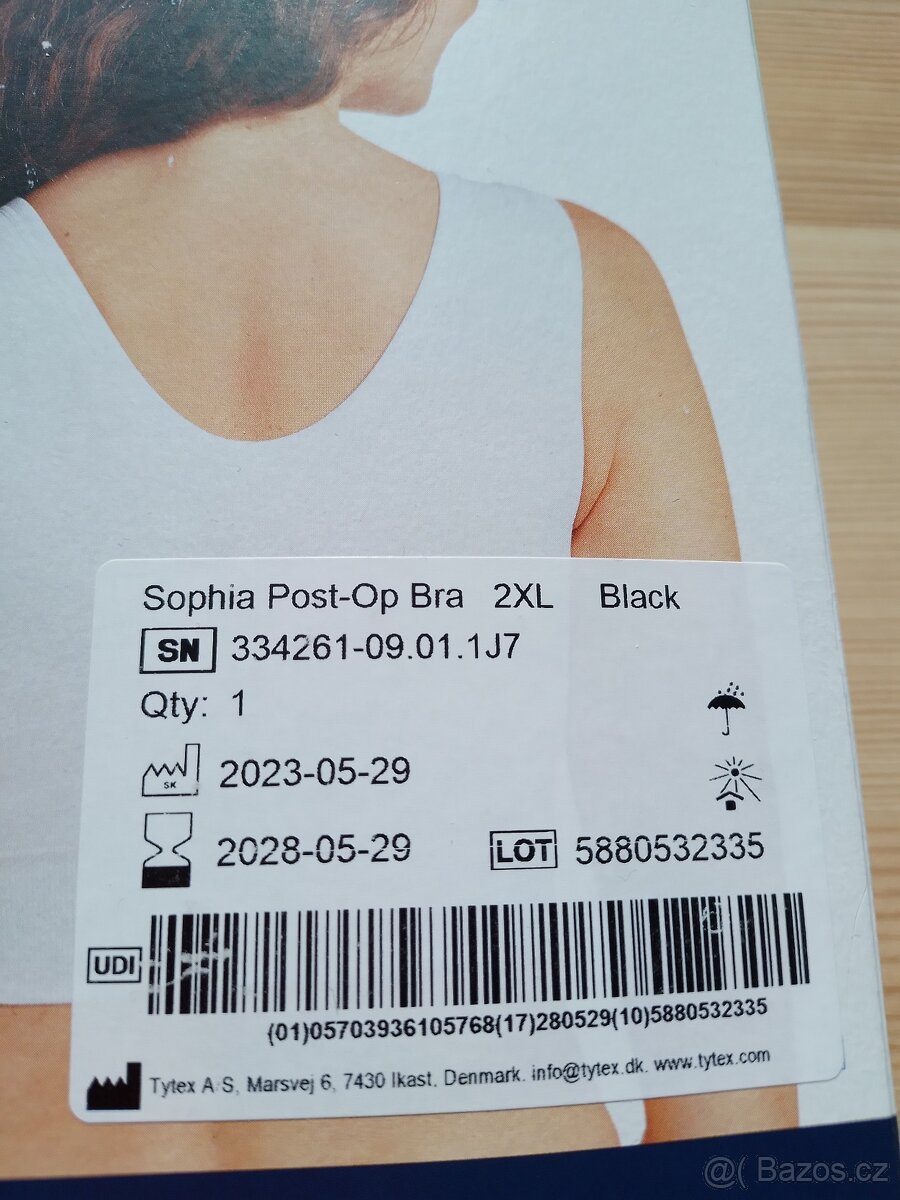 Sophia Post-Op Bra 2XL Black
SN 334261-09.01.1J7
Qty: 1
SK 2023-05-29
2028-05-29 LOT 5880532335
UDI
(01)05703936105768(17)280529(10)5880532335
Tytex A/S, Marsvej 6, 7430 Ikast, Denmark. info@tytex.dk. www.tytex.com
@( Bazos.cz